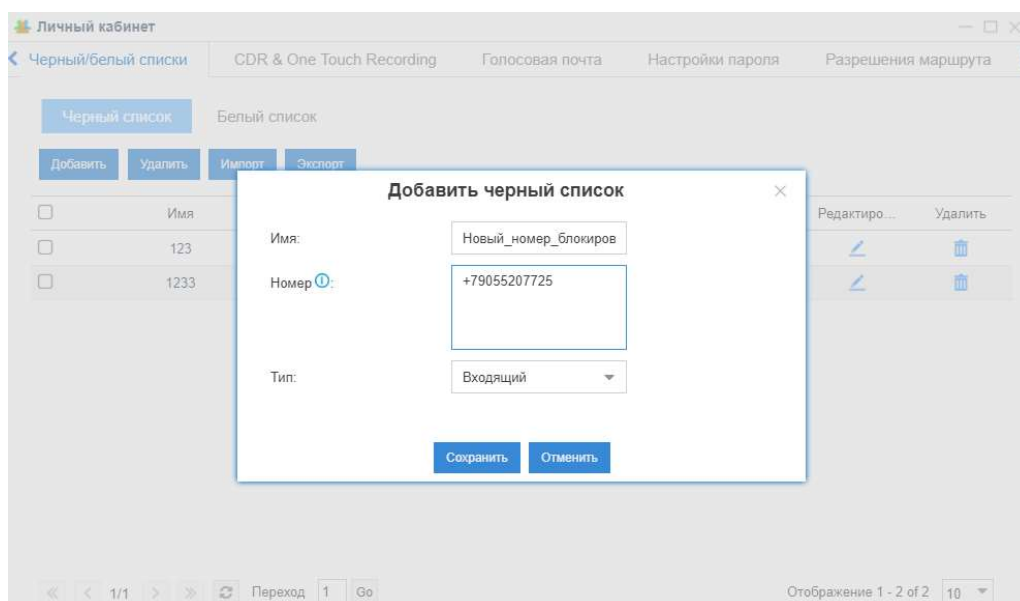 Личный кабинет
Черный/белый списки CDR & One Touch Recording Голосовая почта Настройки пароля Разрешения маршрута
Черный список Белый список
Добавить Удалить Импорт Экспорт
Добавить черный список
Имя Редактиро... Удалить
Имя: Новый_номер_блокиров
123
Номер : +79055207725
1233
Тип: Входящий
Сохранить Отменить
1/1 Переход 1 Go Отображение 1 - 2 of 2 10